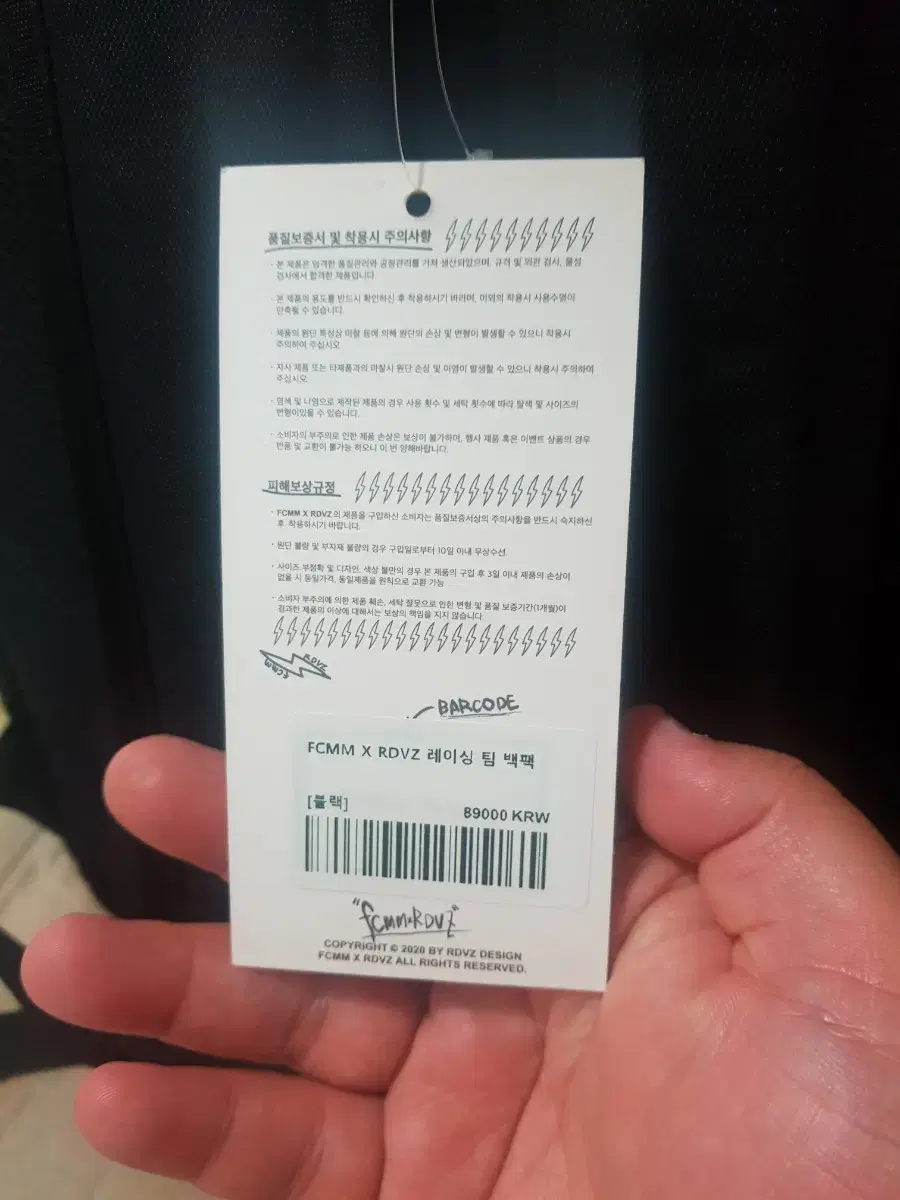 품질보증서 및 착용시 주의사항
· 본 제품은 엄격한 품질관리와 공정관리를 거쳐 생산되었으며, 규격 및 외관 검사, 물성
검사에서 합격한 제품입니다.
· 본 제품의 용도를 반드시 확인하신 후 착용하시기 바라며, 이외의 착용시 사용수명이
단축될 수 있습니다.
· 제품의 원단 특성상 마찰 등에 의해 원단의 손상 및 변형이 발생할 수 있으니 착용시
주의하여 주십시오
· 자사 제품 또는 타제품과의 마찰시 원단 손상 및 이염이 발생할 수 있으니 착용시 주의하여
주십시오.
· 염색 및 나염으로 제작된 제품의 경우 사용 횟수 및 세탁 횟수에 따라 탈색 및 사이즈의
변형이있을 수 있습니다.
· 소비자의 부주의로 인한 제품 손상은 보상이 불가하며, 행사 제품 혹은 이벤트 상품의 경우
반품 및 교환이 불가능 하오니 이 번 양해바랍니다.
피해보상규정
· FCMM X RDVZ의 제품을 구입하신 소비자는 품질보증서상의 주의사항을 반드시 숙지하신
후 착용하시기 바랍니다.
· 원단 불량 및 부자재 불량의 경우 구입일로부터 10일 이내 무상수선.
· 사이즈 부정확 및 디자인, 색상 불만의 경우 본 제품의 구입 후 3일 이내 제품의 손상이
없을 시 동일가격, 동일제품을 원칙으로 교환 가능
· 소비자 부주의에 의한 제품 훼손, 세탁 잘못으로 인한 변형 및 품질 보증기간(1개월)이
경과한 제품의 이상에 대해서는 보상의 책임을 지지 않습니다
RDVZ
FCMM
BARCODE
FCMM X RDVZ 레이싱 팀 백팩
[블랙]
89000 KRW
"fcmm×RDVZ"
COPYRIGHT © 2020 BY RDVZ DESIGN
FCMM X RDVZ ALL RIGHTS RESERVED.